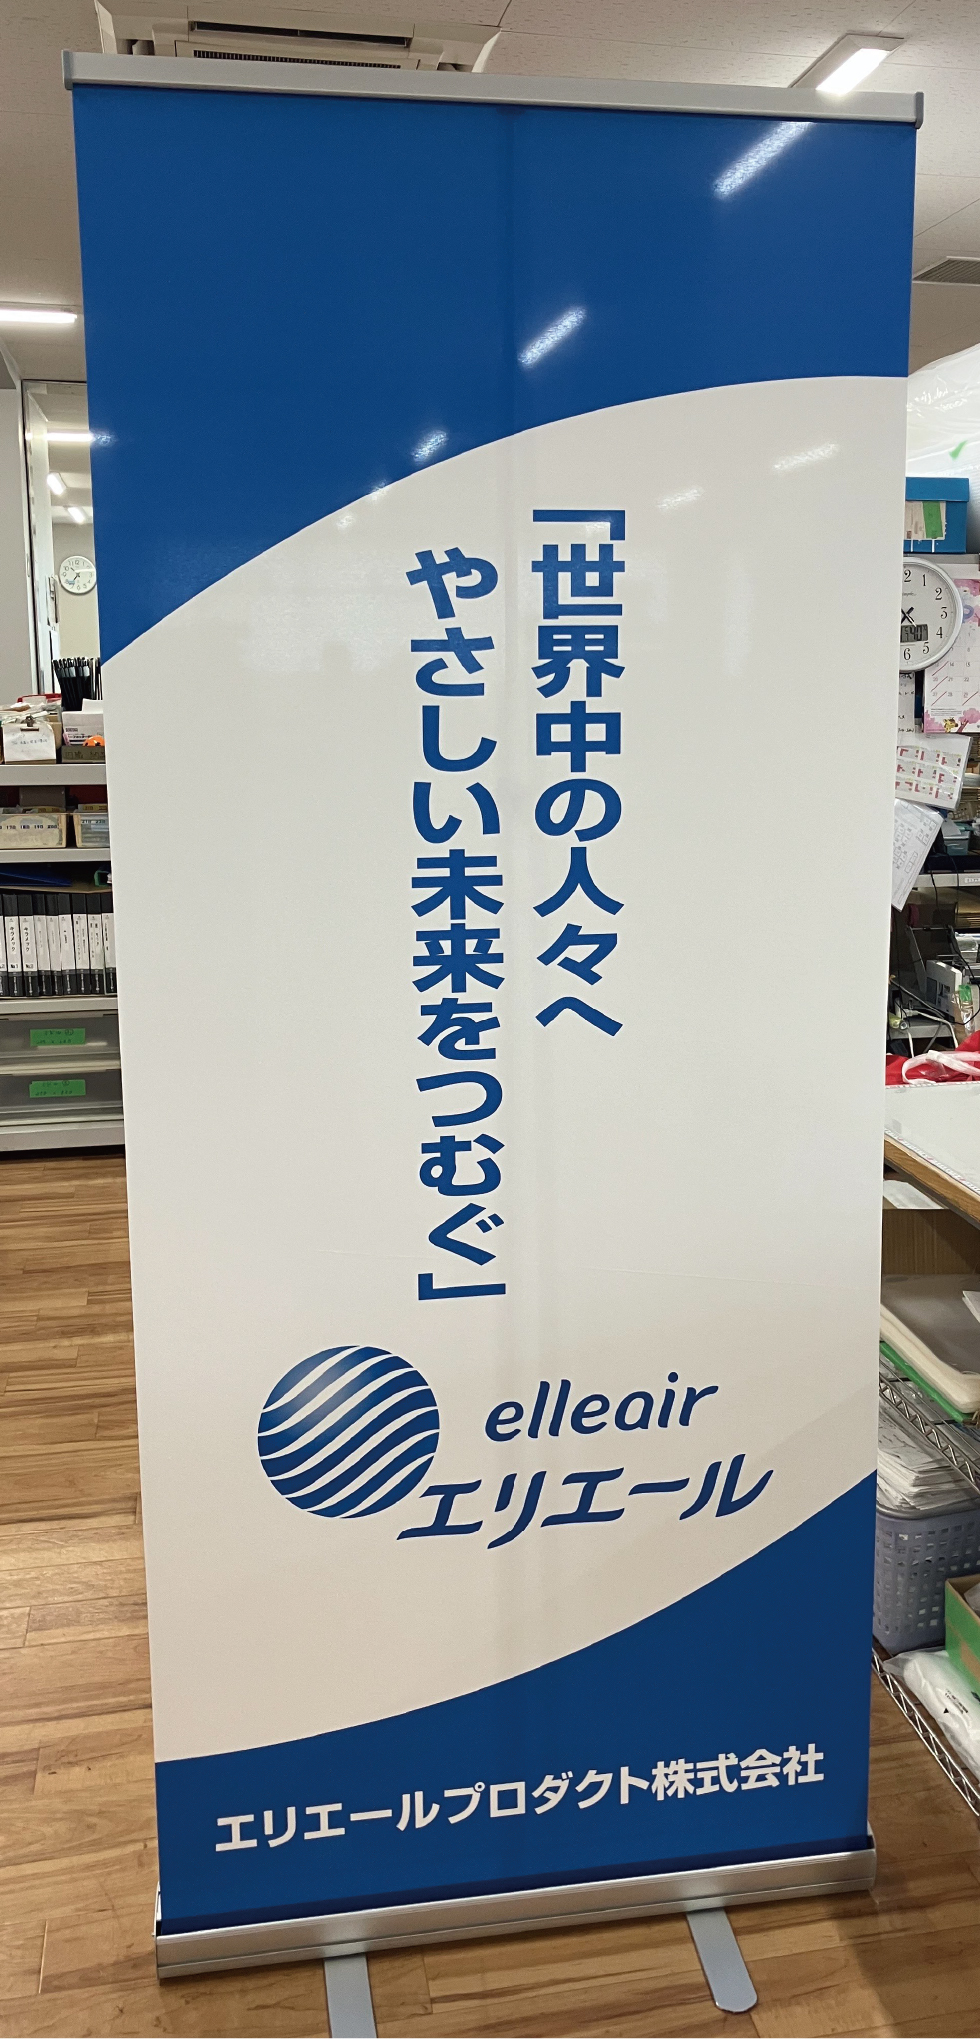 「世界中の人々へ
やさしい未来をつむぐ」
elleair
エリエール
エリエールプロダクト株式会社